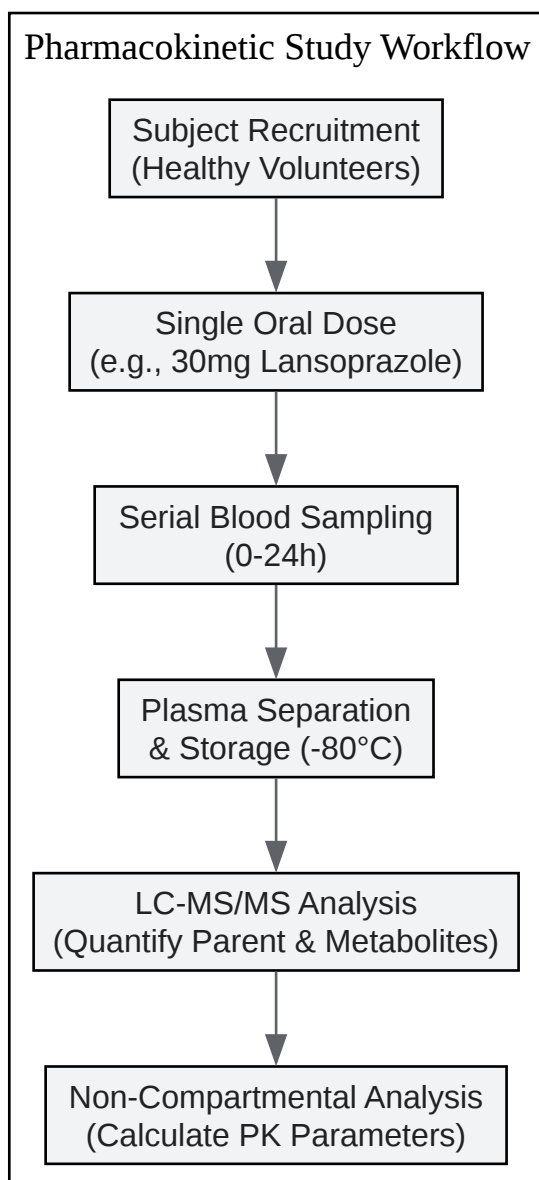 Pharmacokinetic Study Workflow
Subject Recruitment
(Healthy Volunteers)
Single Oral Dose
(e.g., 30mg Lansoprazole)
Serial Blood Sampling
(0-24h)
Plasma Separation
& Storage (-80°C)
LC-MS/MS Analysis
(Quantify Parent & Metabolites)
Non-Compartmental Analysis
(Calculate PK Parameters)